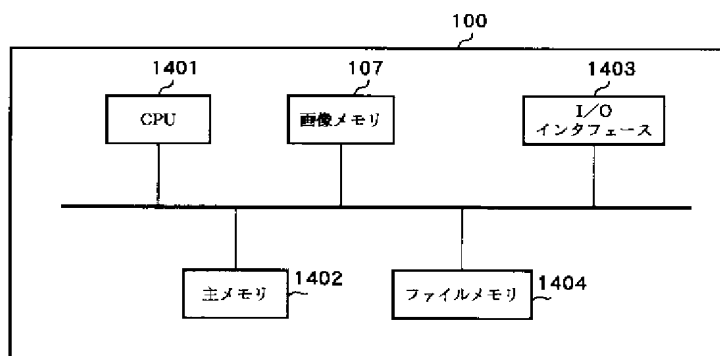 100
1401
107
1403
CPU
画像メモリ
I/O
インタフェース
主メモリ
1402
ファイルメモリ
1404